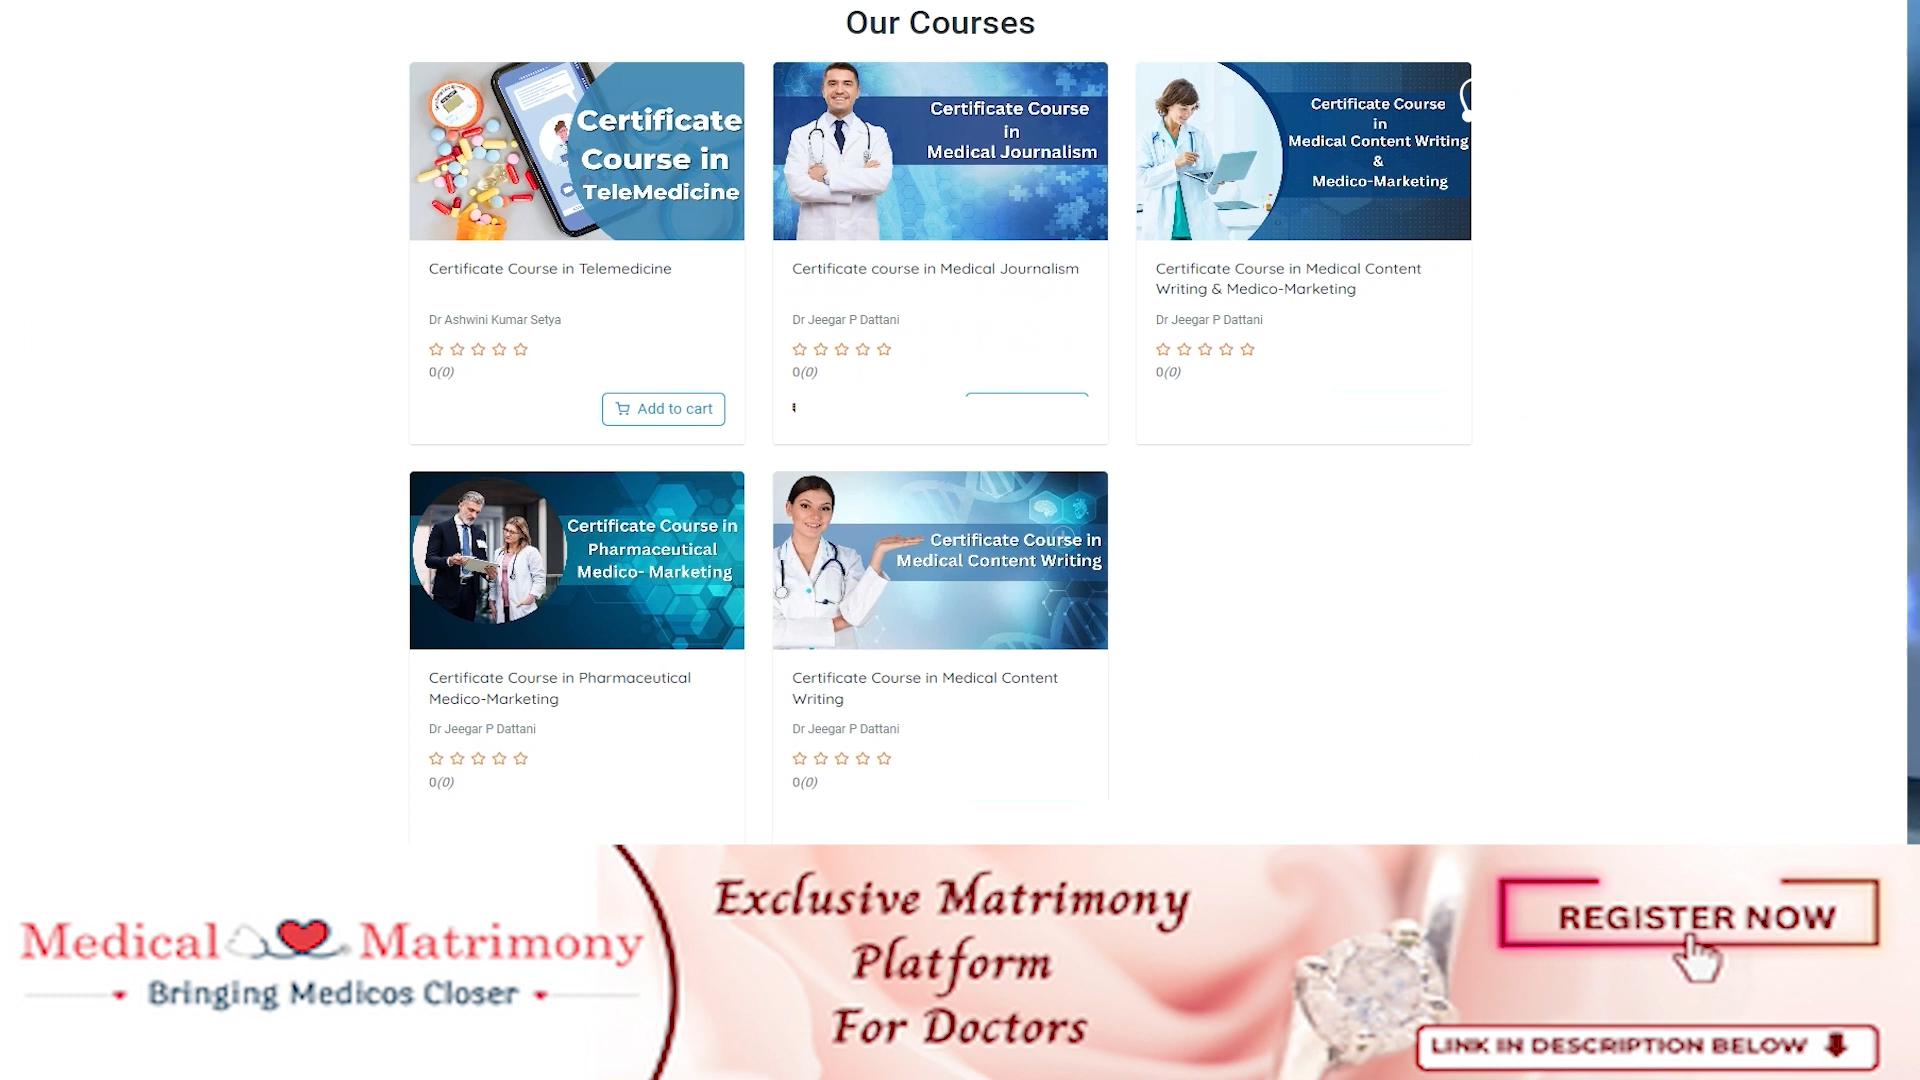 Our Courses
Certificate
Course in
TeleMedicine
Certificate Course in Telemedicine
Dr Ashwini Kumar Setya
0(0)
Add to cart
Certificate Course
in
Medical Journalism
Certificate course in Medical Journalism
Dr Jeegar P Dattani
0(0)
Certificate Course
in
Medical Content Writing
&
Medico-Marketing
Certificate Course in Medical Content
Writing & Medico-Marketing
Dr Jeegar P Dattani
0(0)
Certificate Course in
Pharmaceutical
Medico- Marketing
Certificate Course in Pharmaceutical
Medico-Marketing
Dr Jeegar P Dattani
0(0)
Certificate Course in
Medical Content Writing
Certificate Course in Medical Content
Writing
Dr Jeegar P Dattani
0(0)
Medical Matrimony
Bringing Medicos Closer
Exclusive Matrimony
Platform
For Doctors
REGISTER NOW
LINK IN DESCRIPTION BELOW